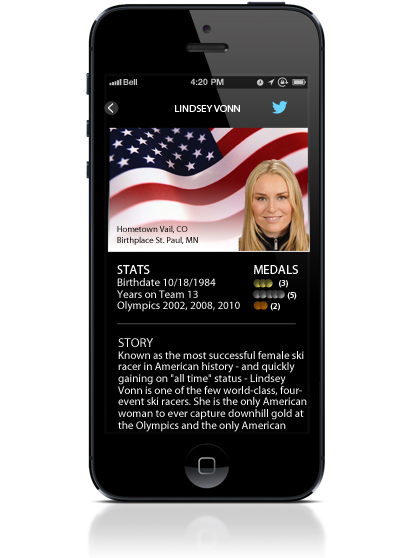 Bell
4:20 PM
LINDSEY VONN
Hometown Vail, CO
Birthplace St. Paul, MN
STATS
Birthdate 10/18/1984
Years on Team 13
Olympics 2002, 2008, 2010
MEDALS
(3)
(5)
(2)
STORY
Known as the most successful female ski
racer in American history - and quickly
gaining on "all time" status - Lindsey
Vonn is one of the few world-class, four-
event ski racers. She is the only American
woman to ever capture downhill gold at
the Olympics and the only American